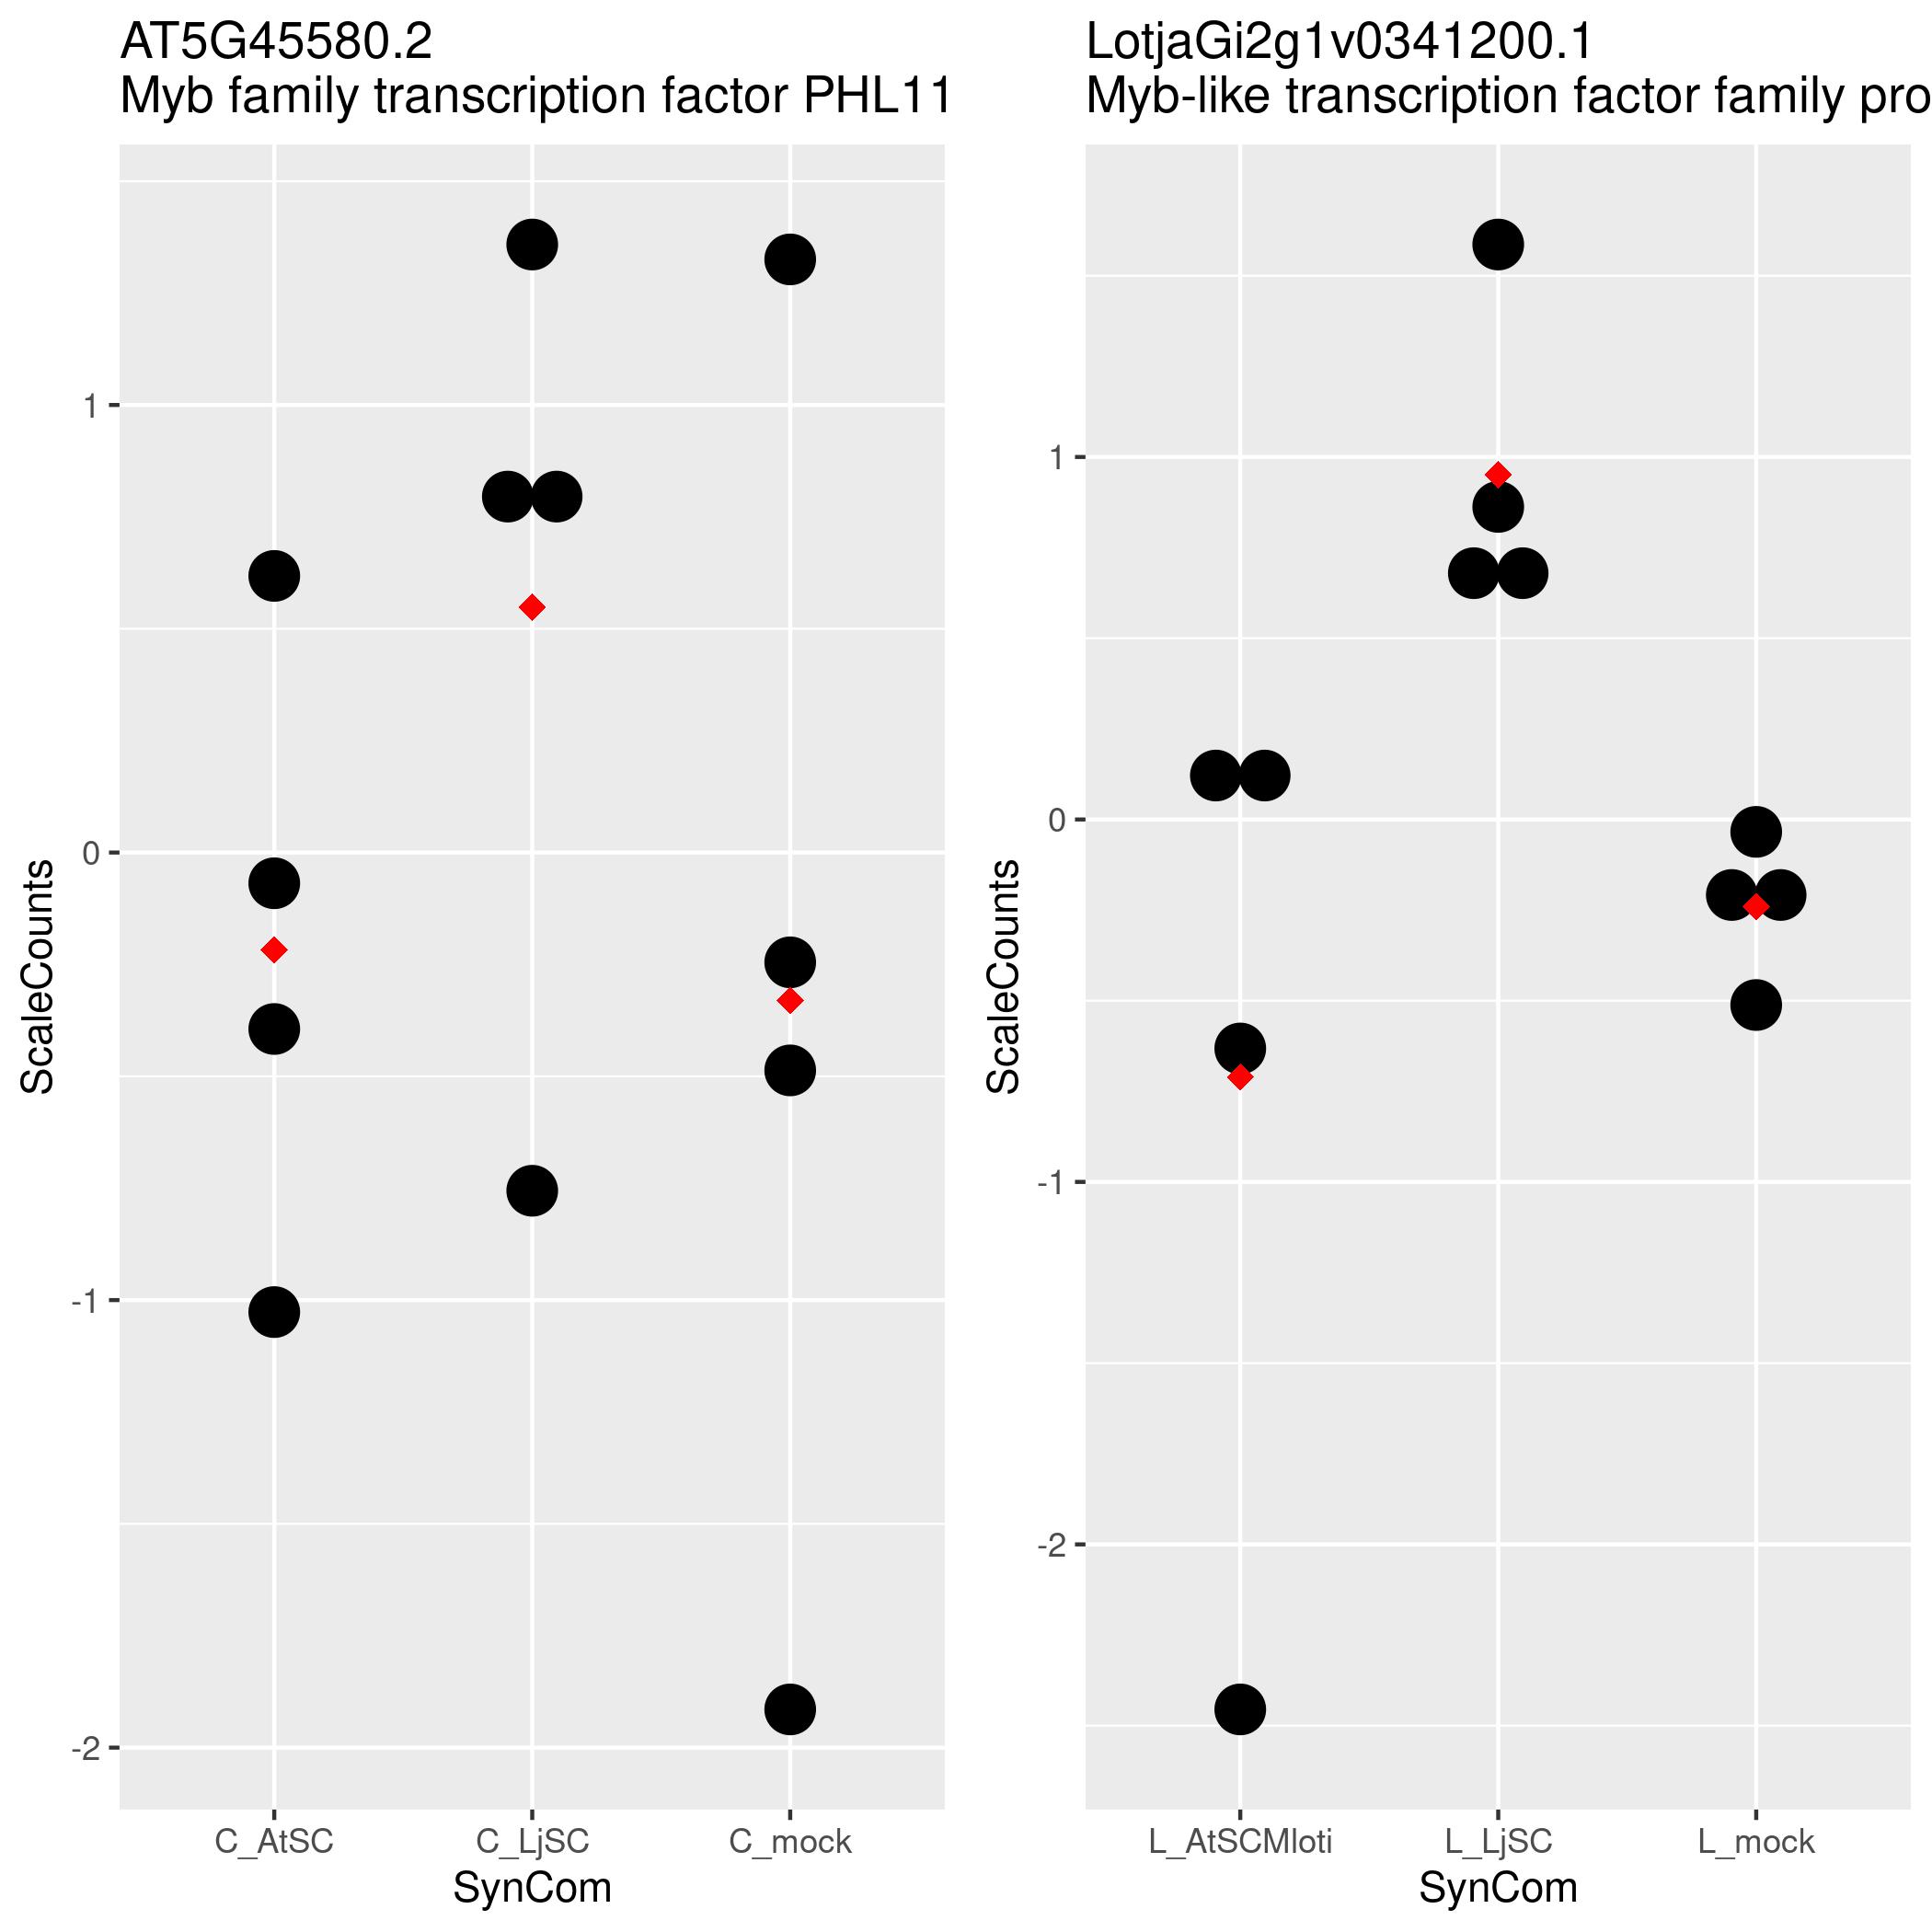 AT5G45580.2
Myb family transcription factor PHL11
ScaleCounts
1
0
-1
-2
C_AtSC
C_LjSC
C_mock
SynCom
LotjaGi2g1v0341200.1
Myb-like transcription factor family pro
ScaleCounts
1
0
-1
-2
L_AtSCMloti
L_LjSC
L_mock
SynCom